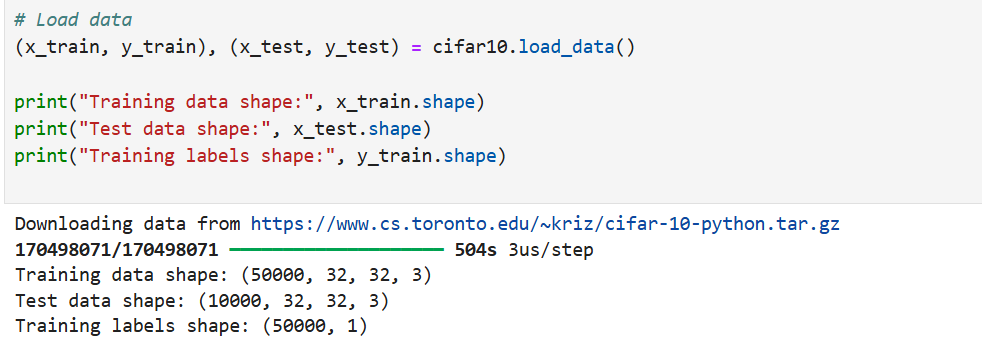 # Load data
(x_train, y_train), (x_test, y_test) = cifar10.load_data()
print("Training data shape:", x_train.shape)
print("Test data shape:", x_test.shape)
print("Training labels shape:", y_train.shape)
Downloading data from https://www.cs.toronto.edu/~kriz/cifar-10-python.tar.gz
170498071/170498071 ━━━━━━━━━━━━━━━━━━━━ 504s 3us/step
Training data shape: (50000, 32, 32, 3)
Test data shape: (10000, 32, 32, 3)
Training labels shape: (50000, 1)